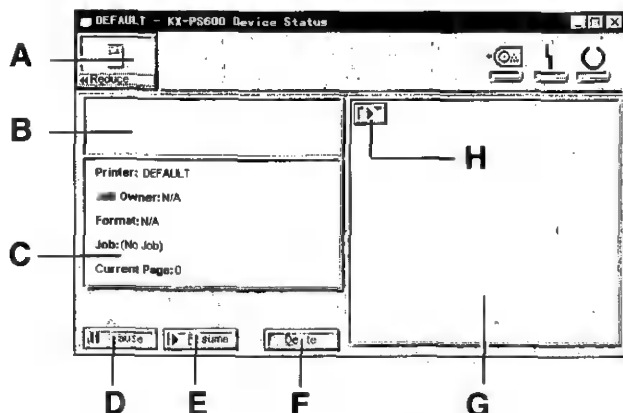 DEFAULT - KX-PS600 Device Status
A
Reduce
B
H
Printer: DEFAULT
Owner: N/A
Format: N/A
Job: (No Job)
C
Current Page: 0
D
E
F
G